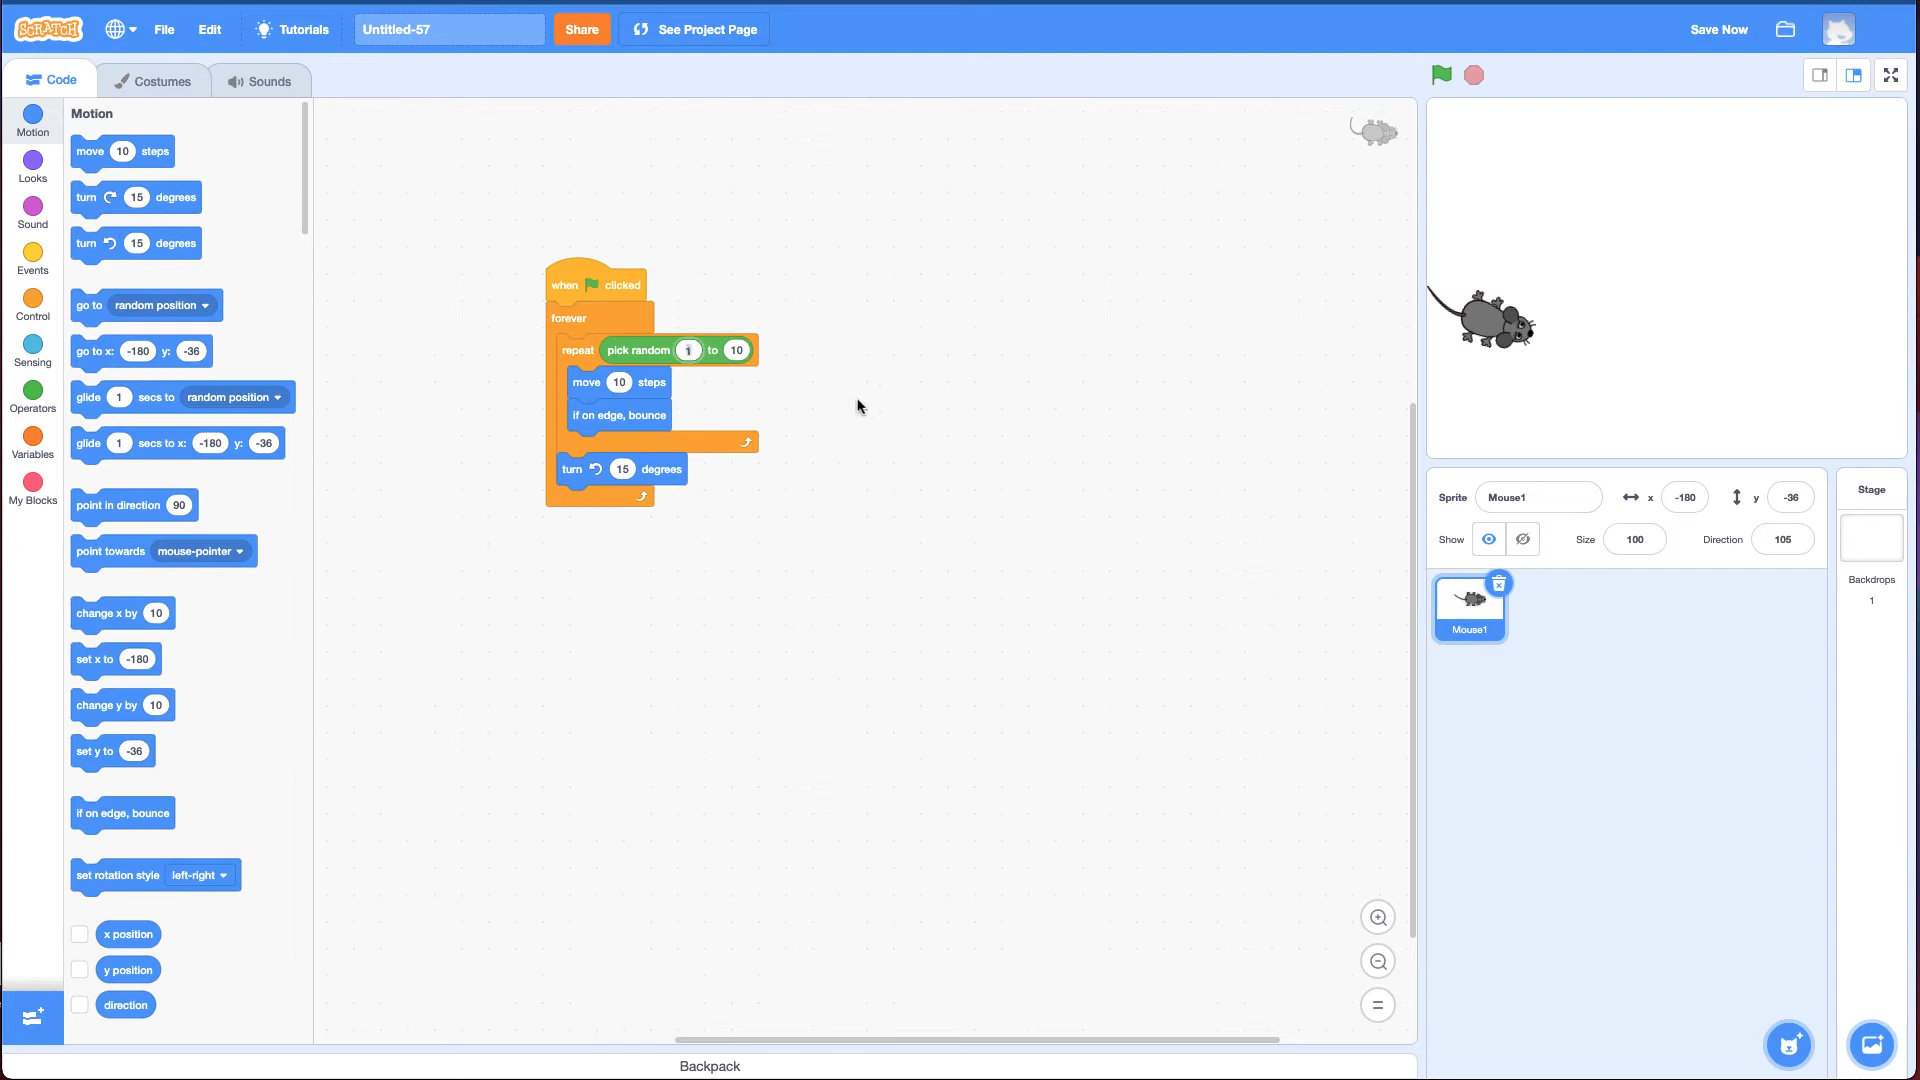 SCRATCH
File
Edit
Tutorials
Untitled-57
Share
See Project Page
Save Now
Code
Costumes
Sounds
Motion
Looks
Sound
Events
Control
Sensing
Operators
Variables
My Blocks
Motion
move 10 steps
turn 15 degrees
turn 15 degrees
go to random position
go to x: -180 y: -36
glide 1 secs to random position
glide 1 secs to x: -180 y: -36
point in direction 90
point towards mouse-pointer
change x by 10
set x to -180
change y by 10
set y to -36
if on edge, bounce
set rotation style left-right
x position
y position
direction
when clicked
forever
repeat pick random 1 to 10
move 10 steps
if on edge, bounce
turn 15 degrees
Backpack
Sprite Mouse1 x -180 y -36
Show Size 100 Direction 105
Mouse1
Stage
Backdrops
1